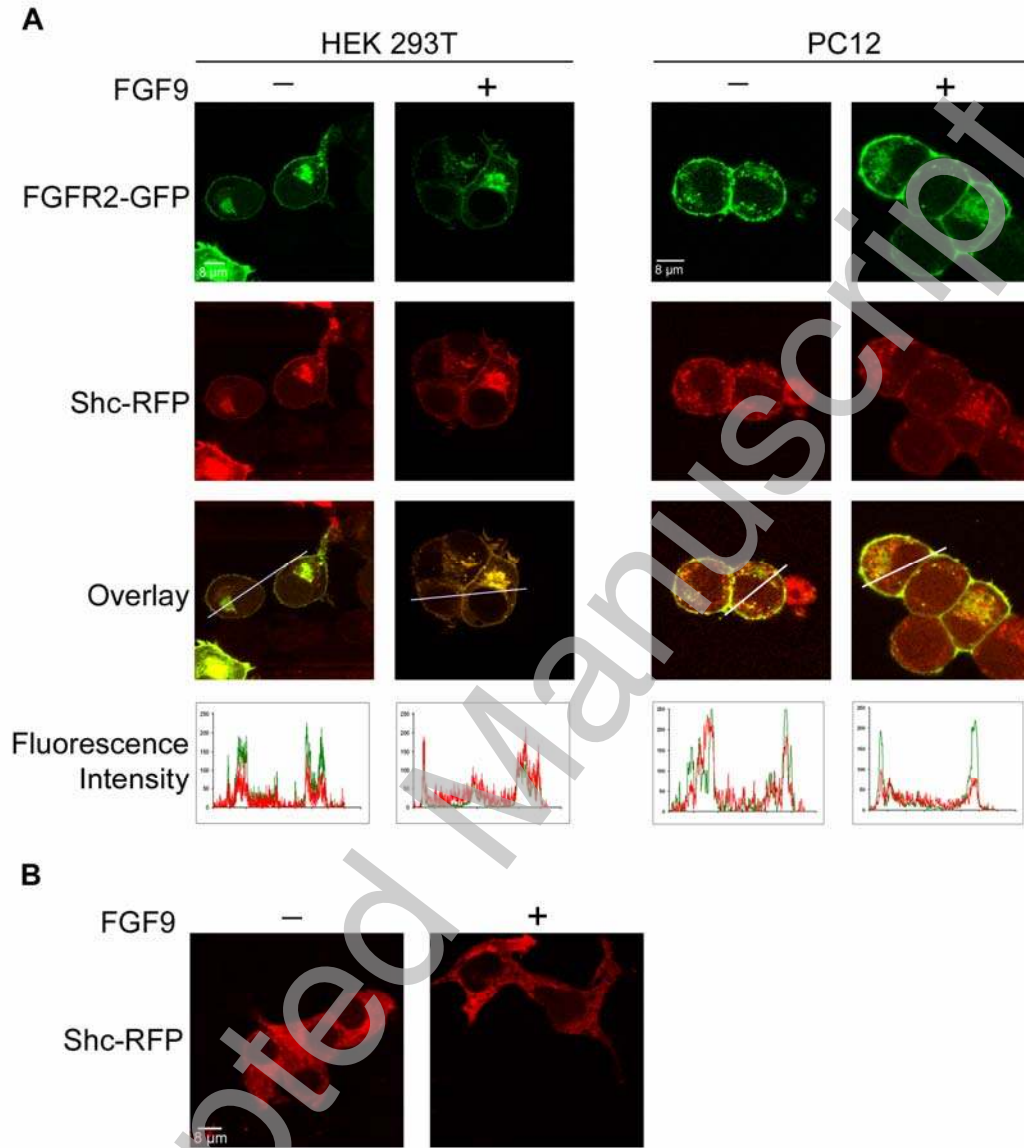 A
HEK 293T PC12
FGF9 – + – +
FGFR2-GFP
8 µm 8 µm
Shc-RFP
Overlay
Fluorescence
Intensity
B
FGF9 – +
Shc-RFP
8 µm
pted Manuscript